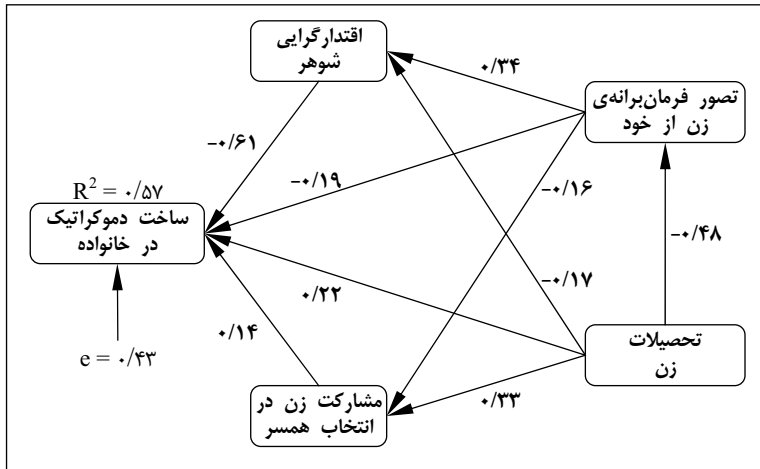 اقتدارگرایی
شوهر
۰/۳۴
تصور فرمان‌برانه‌ی
زن از خود
-۰/۶۱
-۰/۱۹
-۰/۱۶
R² = ۰/۵۷
ساخت دموکراتیک
در خانواده
-۰/۴۸
-۰/۱۷
۰/۲۲
۰/۱۴
e = ۰/۴۳
تحصیلات
زن
مشارکت زن در
انتخاب همسر
۰/۳۳